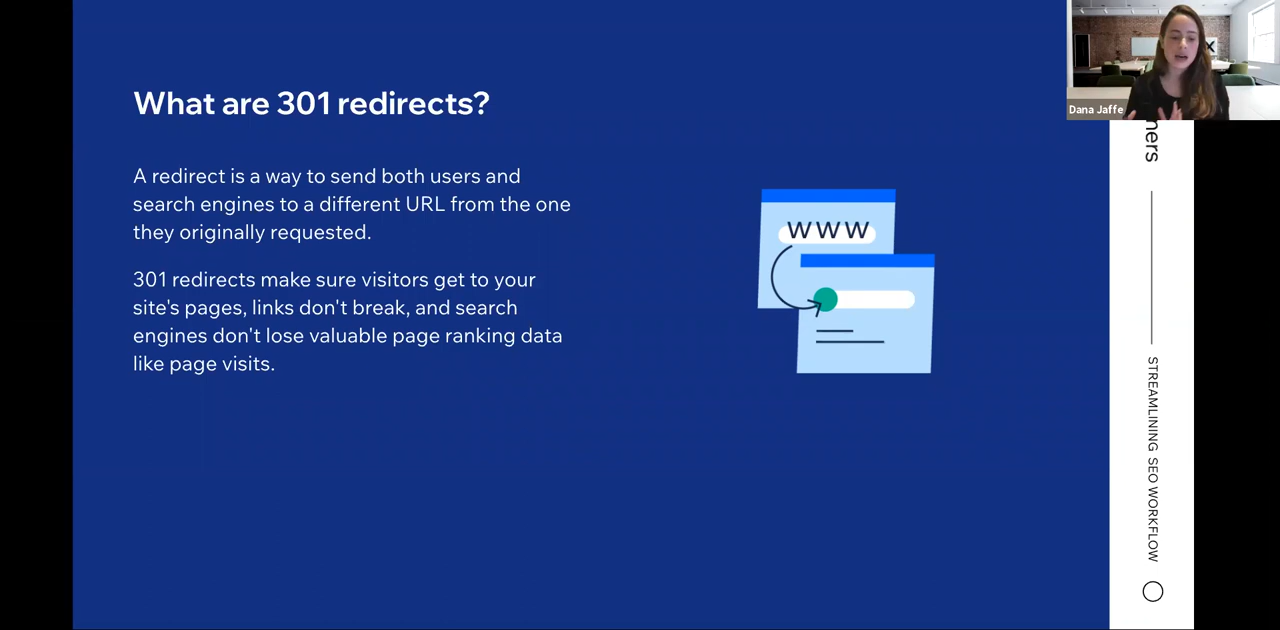 What are 301 redirects?
A redirect is a way to send both users and
search engines to a different URL from the one
they originally requested.
301 redirects make sure visitors get to your
site's pages, links don't break, and search
engines don't lose valuable page ranking data
like page visits.
WWW
Dana Jaffe
STREAMLINING SEO WORKFLOW